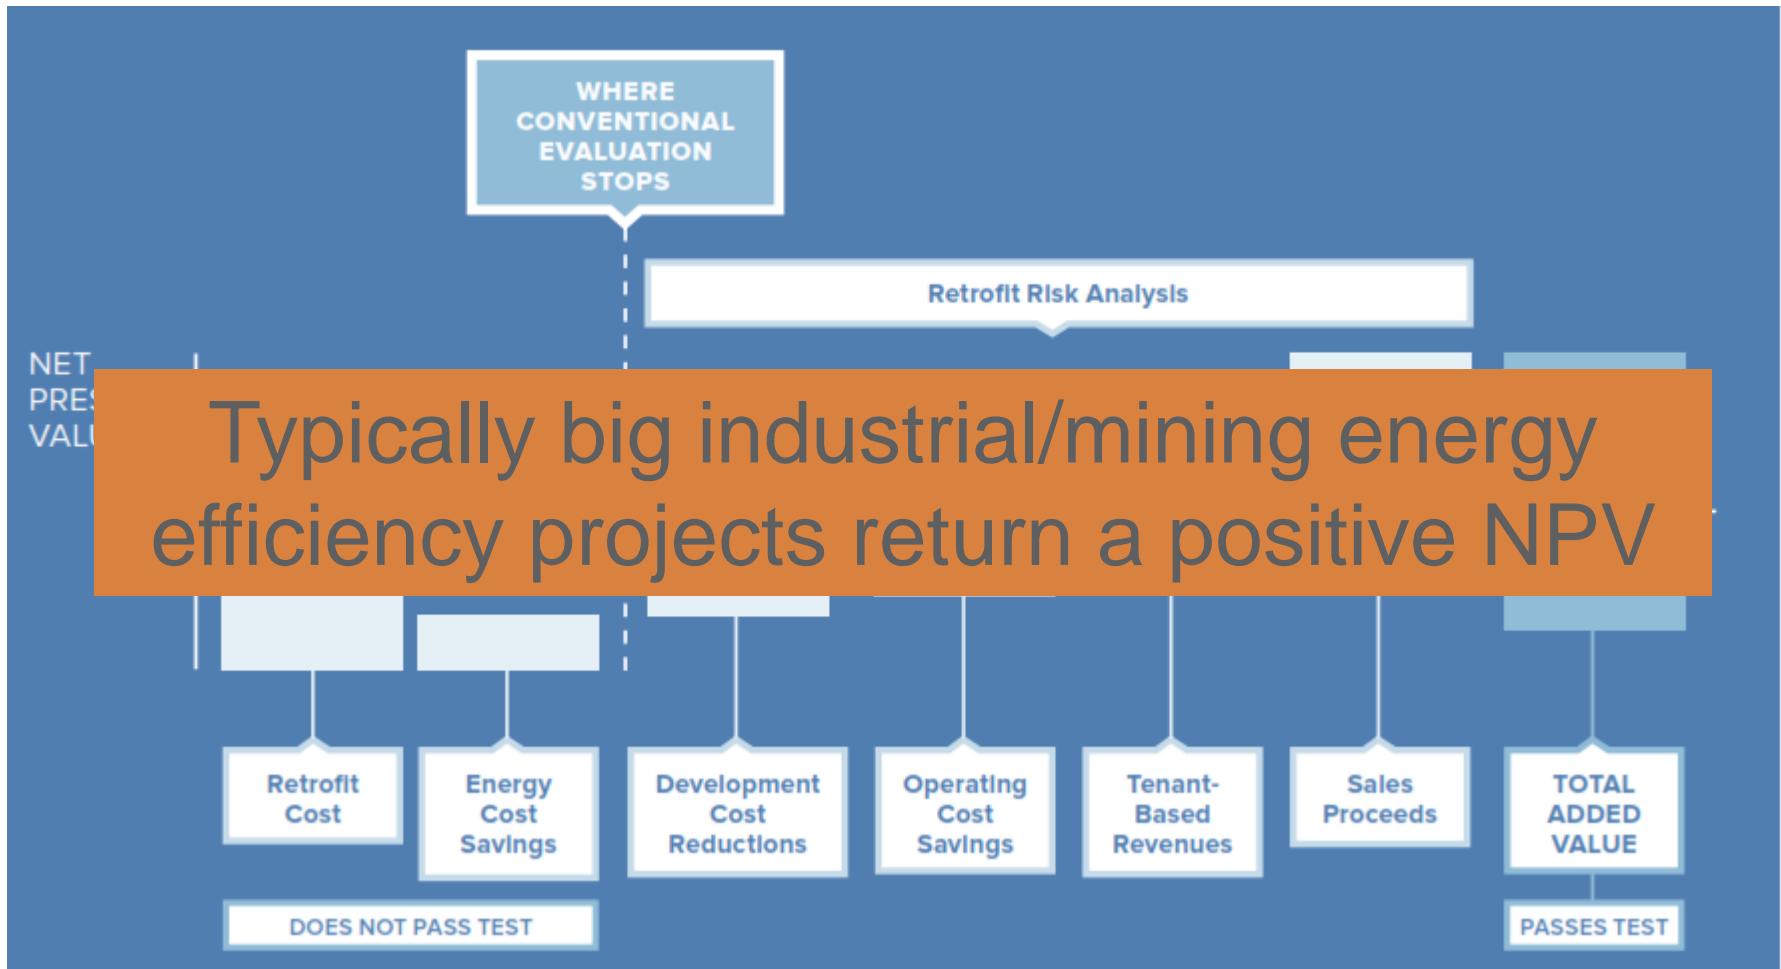 WHERE
CONVENTIONAL
EVALUATION
STOPS
Retrofit Risk Analysis
NET
Typically big industrial/mining energy
efficiency projects return a positive NPV
Retrofit
Cost
Energy
Cost
Savings
Development
Cost
Reductions
Operating
Cost
Savings
Tenant-
Based
Revenues
Sales
Proceeds
TOTAL
ADDED
VALUE
DOES NOT PASS TEST
PASSES TEST